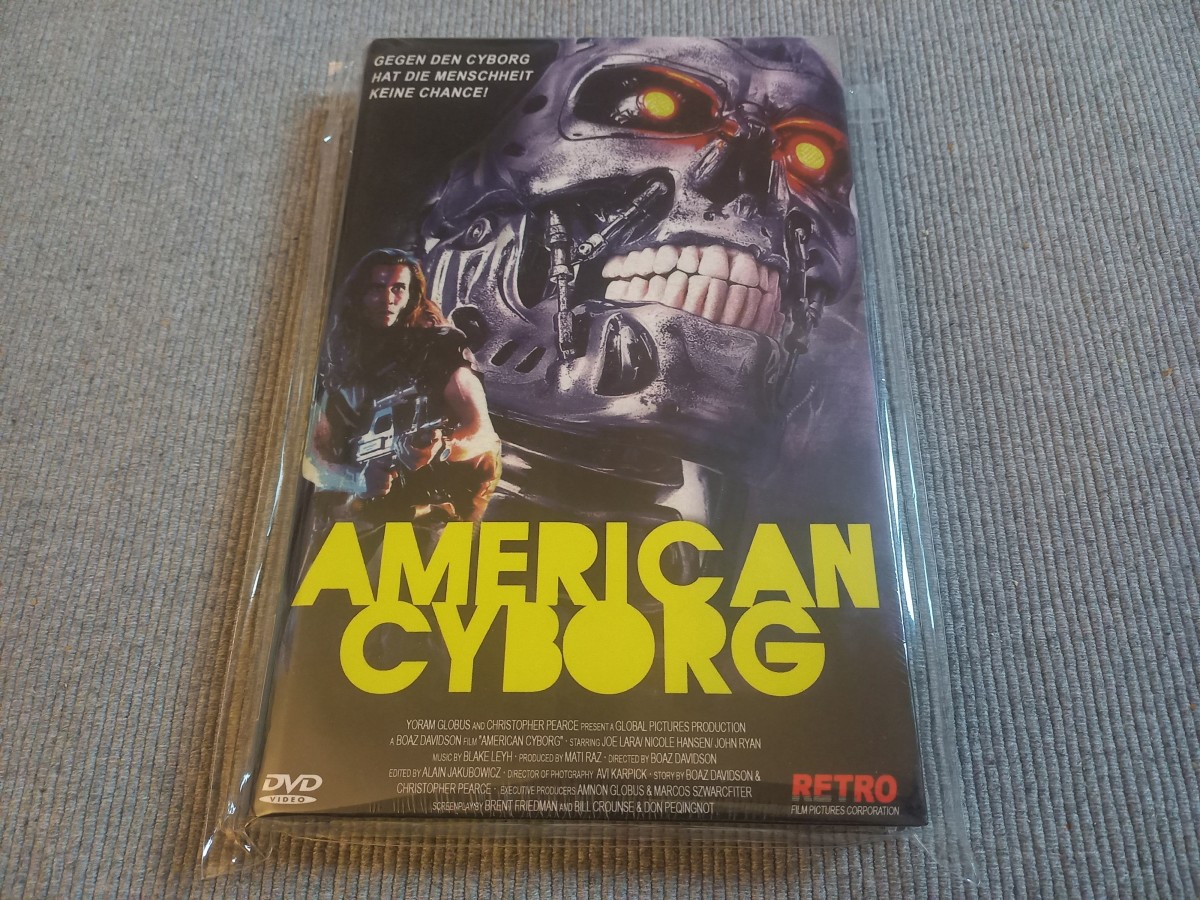 GEGEN DEN CYBORG
HAT DIE MENSCHHEIT
KEINE CHANCE!
AMERICAN
CYBORG
YORAM GLOBUS AND CHRISTOPHER PEARCE PRESENT A GLOBAL PICTURES PRODUCTION
A BOAZ DAVIDSON FILM "AMERICAN CYBORG" · STARRING JOE LARA/ NICOLE HANSEN/ JOHN RYAN
MUSIC BY BLAKE LEYH · PRODUCED BY MATI RAZ · DIRECTED BY BOAZ DAVIDSON
EDITED BY ALAIN JAKUBOWICZ · DIRECTOR OF PHOTGRAPHY AVI KARPICK · STORY BY BOAZ DAVIDSON &
CHRISTOPHER PEARCE · EXECUTIVE PRODUCERS AMNON GLOBUS & MARCOS SZWARCFITER
SCREENPLAY BY BRENT FRIEDMAN AND BILL CROUNSE & DON PEQINGNOT
DVD
VIDEO
RETRO
FILM PICTURES CORPORATION